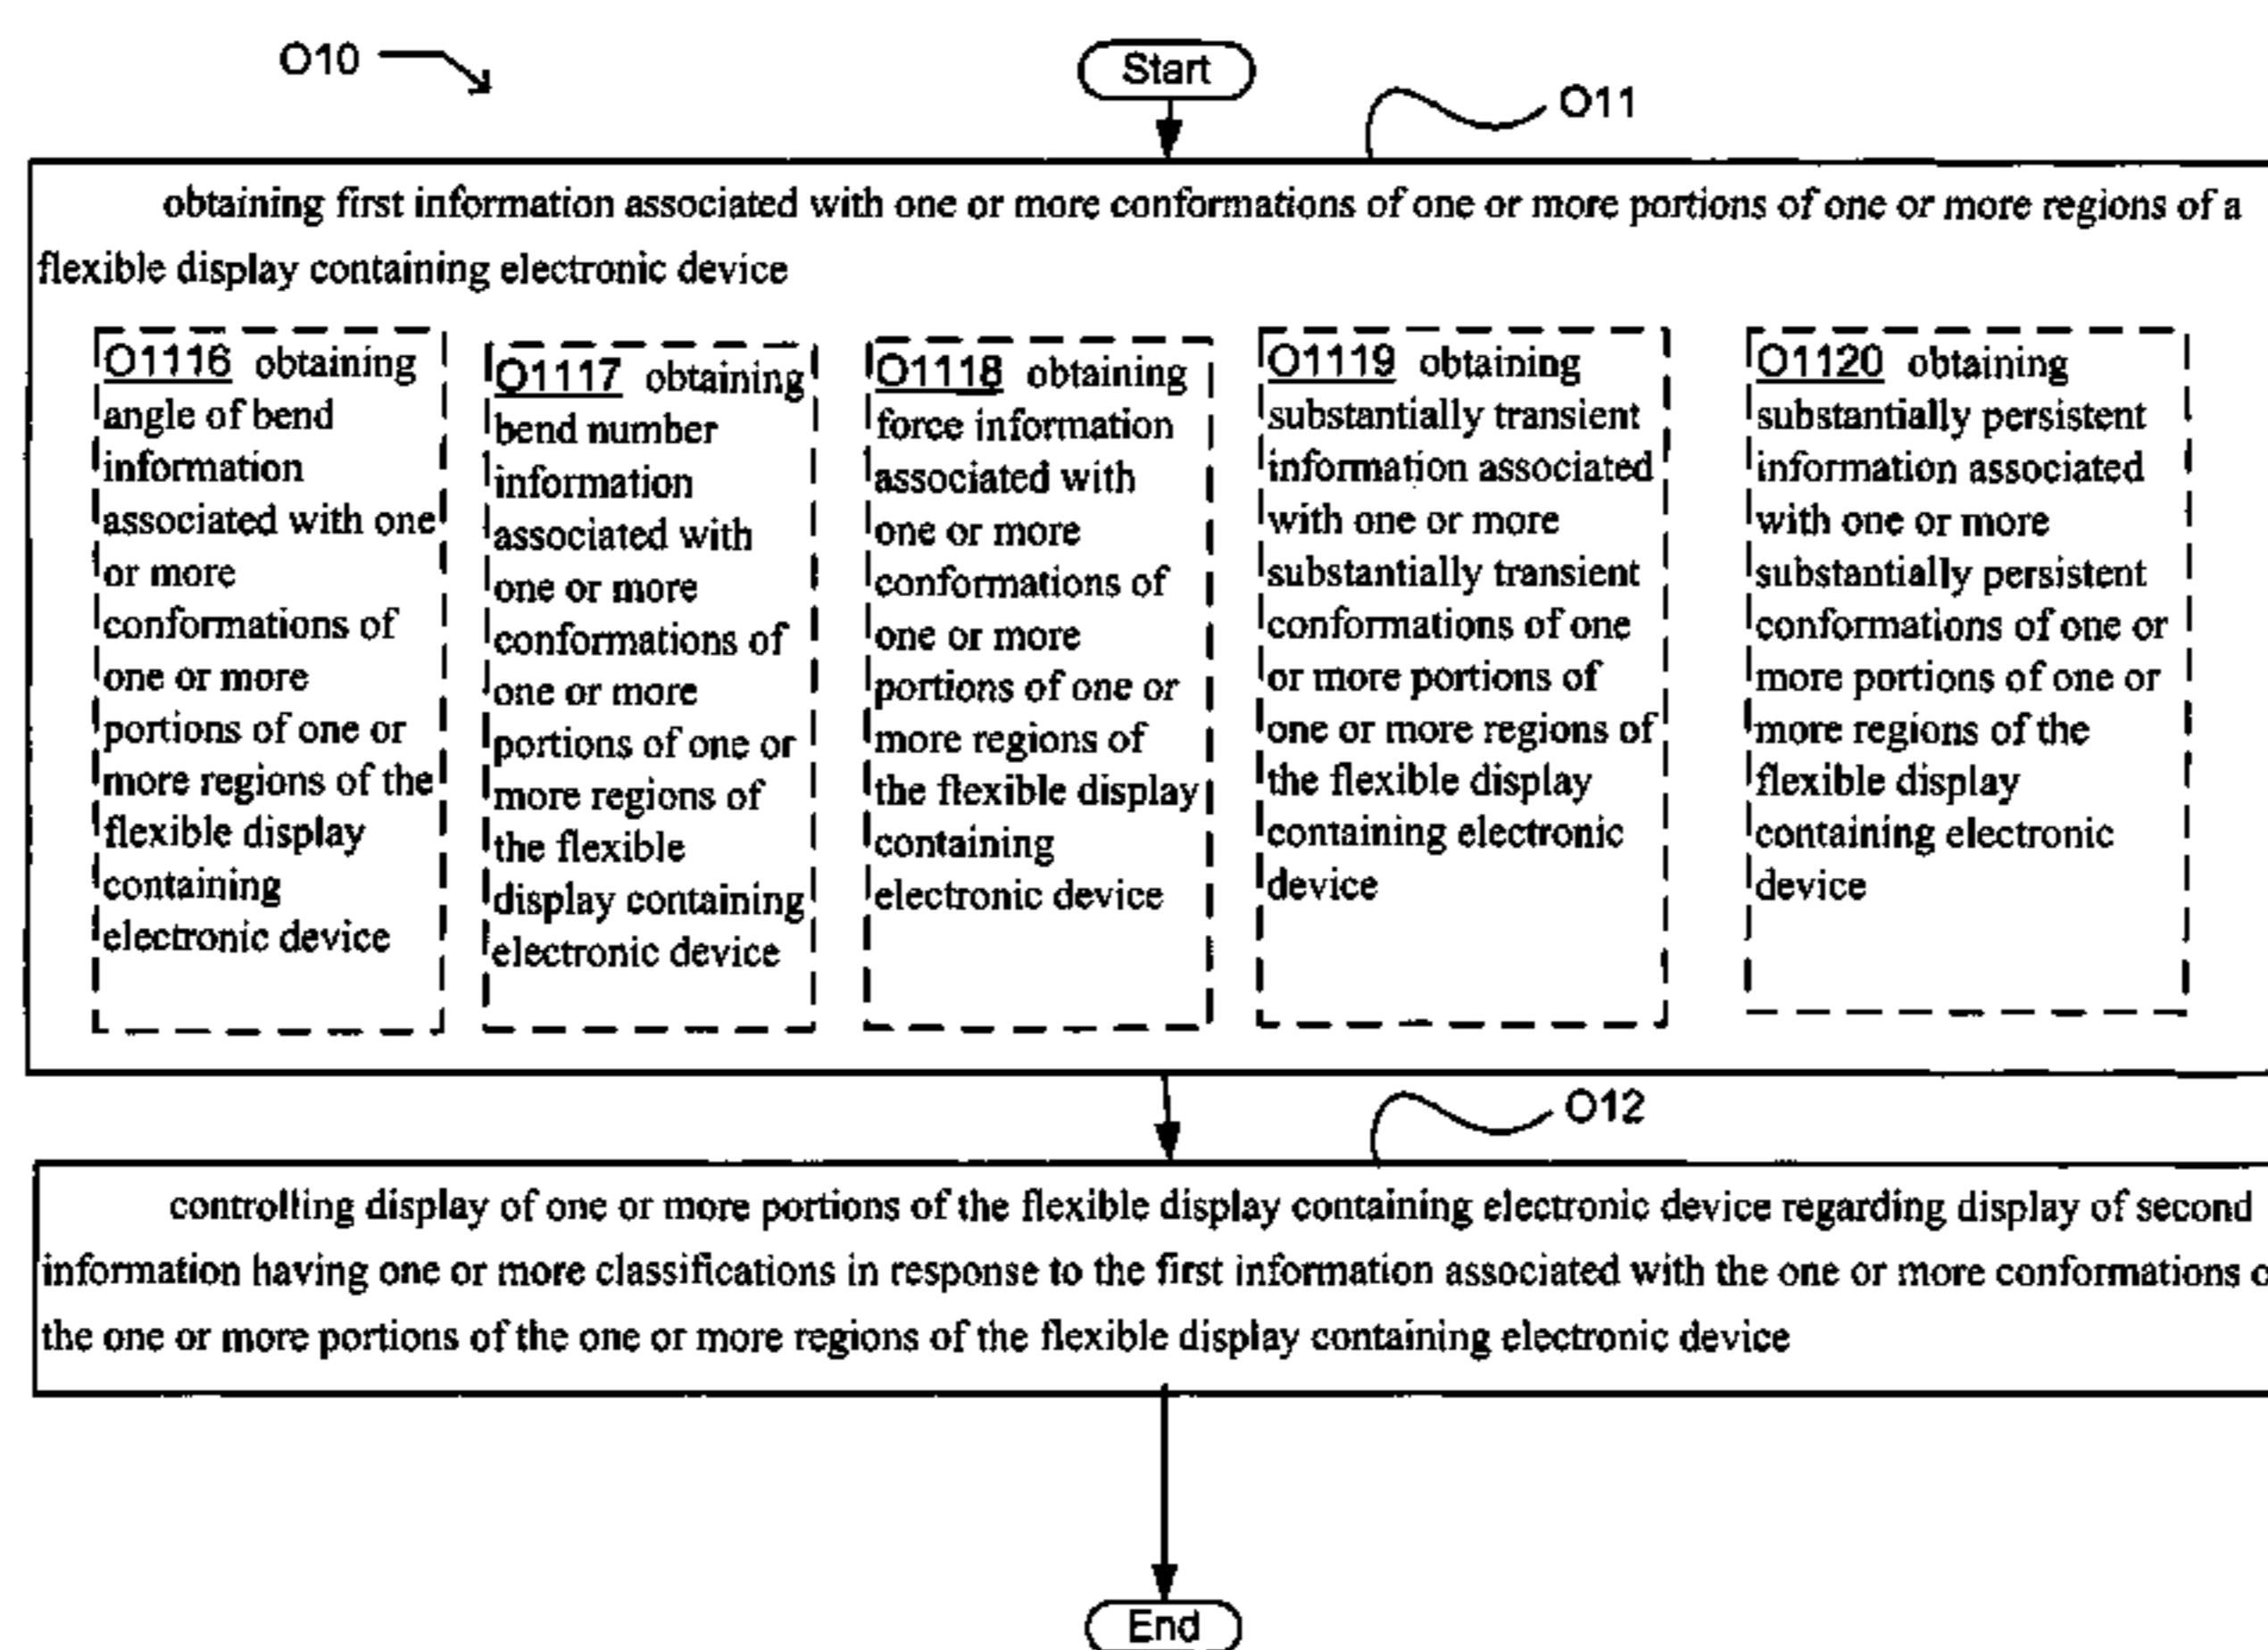 O10
Start
O11
obtaining first information associated with one or more conformations of one or more portions of one or more regions of a
flexible display containing electronic device
O1116 obtaining
angle of bend
information
associated with one
or more
conformations of
one or more
portions of one or
more regions of the
flexible display
containing
electronic device
O1117 obtaining
bend number
information
associated with
one or more
conformations of
one or more
portions of one or
more regions of
the flexible
display containing
electronic device
O1118 obtaining
force information
associated with
one or more
conformations of
one or more
portions of one or
more regions of
the flexible display
containing
electronic device
O1119 obtaining
substantially transient
information associated
with one or more
substantially transient
conformations of one
or more portions of
one or more regions of
the flexible display
containing electronic
device
O1120 obtaining
substantially persistent
information associated
with one or more
substantially persistent
conformations of one or
more portions of one or
more regions of the
flexible display
containing electronic
device
O12
controlling display of one or more portions of the flexible display containing electronic device regarding display of second
information having one or more classifications in response to the first information associated with the one or more conformations
the one or more portions of the one or more regions of the flexible display containing electronic device
End